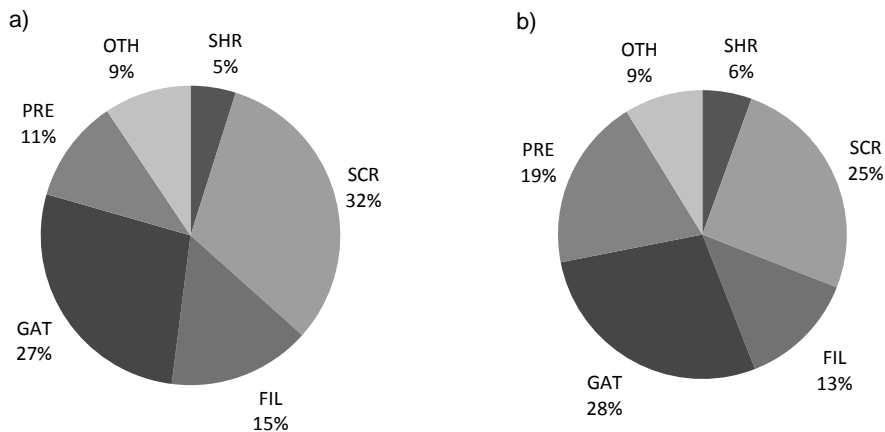 a)
OTH
9%
SHR
5%
PRE
11%
SCR
32%
GAT
27%
FIL
15%
b)
OTH
9%
SHR
6%
PRE
19%
SCR
25%
GAT
28%
FIL
13%